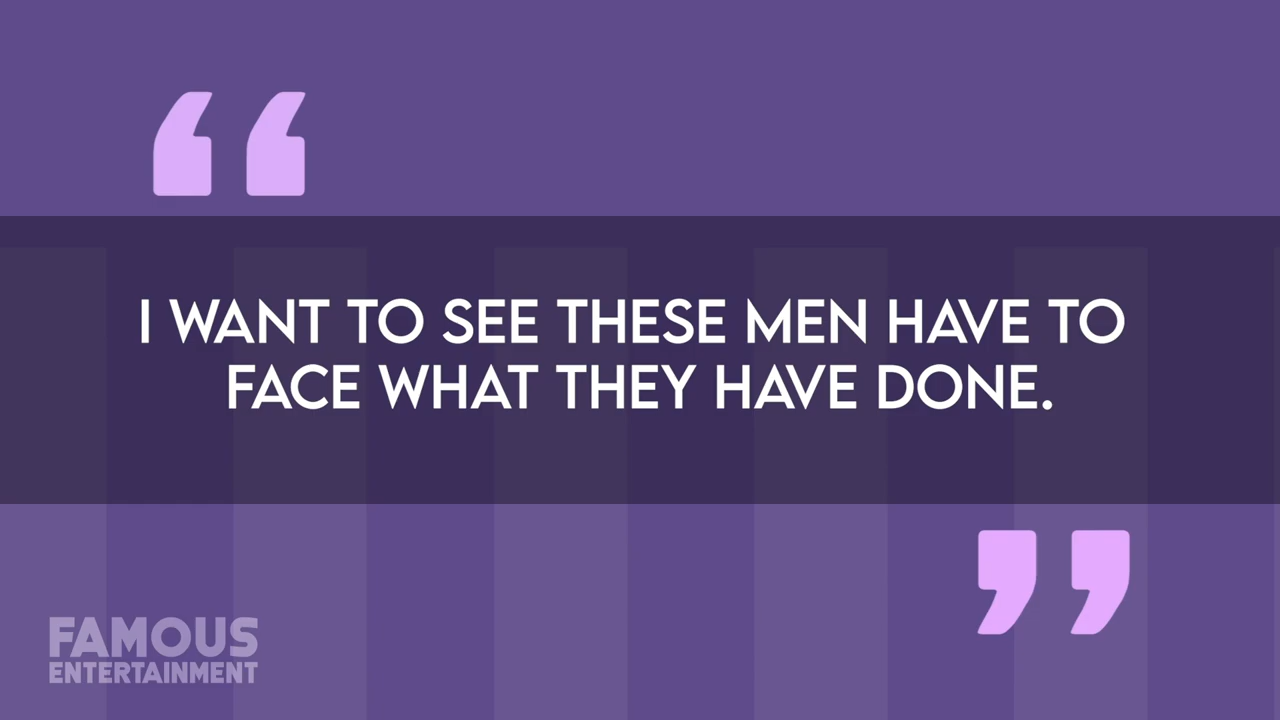 I WANT TO SEE THESE MEN HAVE TO
FACE WHAT THEY HAVE DONE.
FAMOUS
ENTERTAINMENT